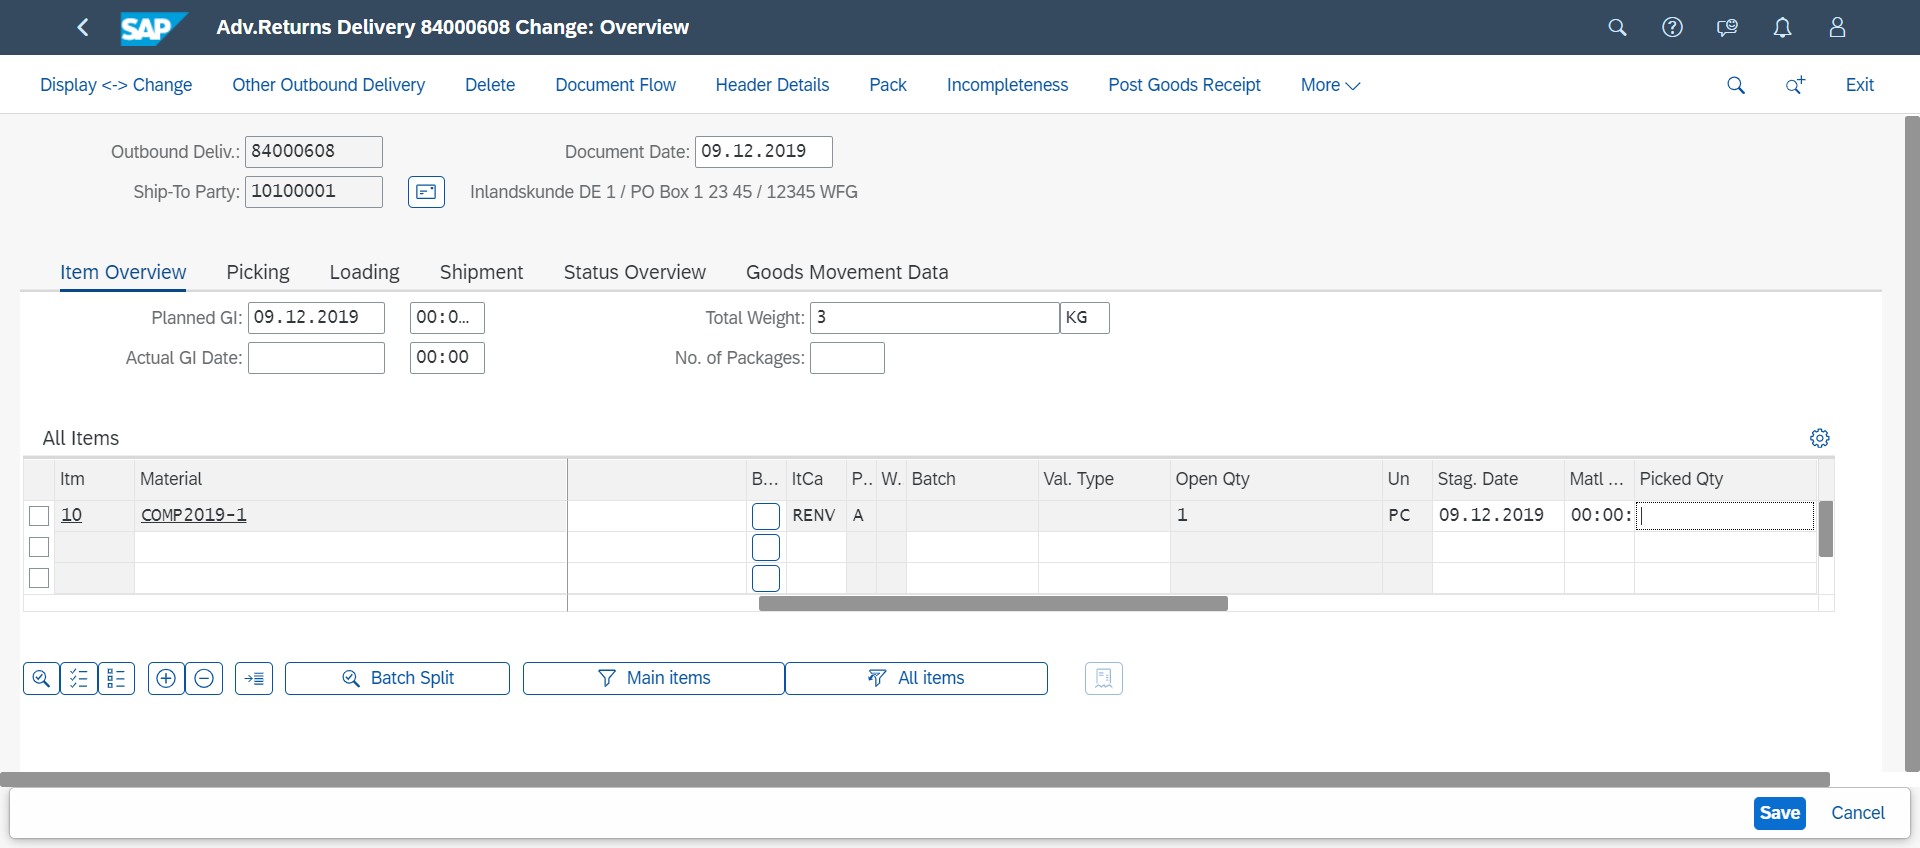 SAP Adv.Returns Delivery 84000608 Change: Overview
Display <-> Change Other Outbound Delivery Delete Document Flow Header Details Pack Incompleteness Post Goods Receipt More Exit
Outbound Deliv.: 84000608 Document Date: 09.12.2019
Ship-To Party: 10100001 Inlandskunde DE 1 / PO Box 1 23 45 / 12345 WFG
Item Overview Picking Loading Shipment Status Overview Goods Movement Data
Planned GI: 09.12.2019 00:0... Total Weight: 3 KG
Actual GI Date: 00:00 No. of Packages:
All Items
Itm Material B... ItCa P.. W. Batch Val. Type Open Qty Un Stag. Date Matl ... Picked Qty
10 COMP2019-1 RENV A 1 PC 09.12.2019 00:00:
Batch Split Main items All items
Save Cancel